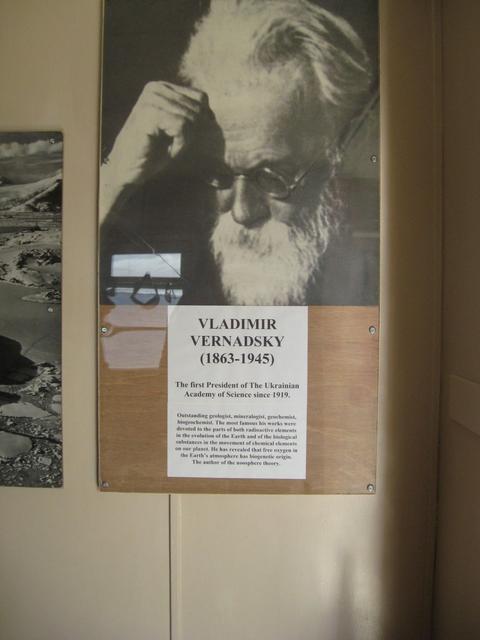 VLADIMIR
VERNADSKY
(1863-1945)
The first President of The Ukrainian
Academy of Science since 1919.
Outstanding geologist, mineralogist, geochemist,
biogeochemist. The most famous his works were
devoted to the parts of both radioactive elements
in the evolution of the Earth and of the biological
substances in the movement of chemical elements
on our planet. He has revealed that free oxygen in
the Earth's atmosphere has biogenetic origin.
The author of the noosphere theory.